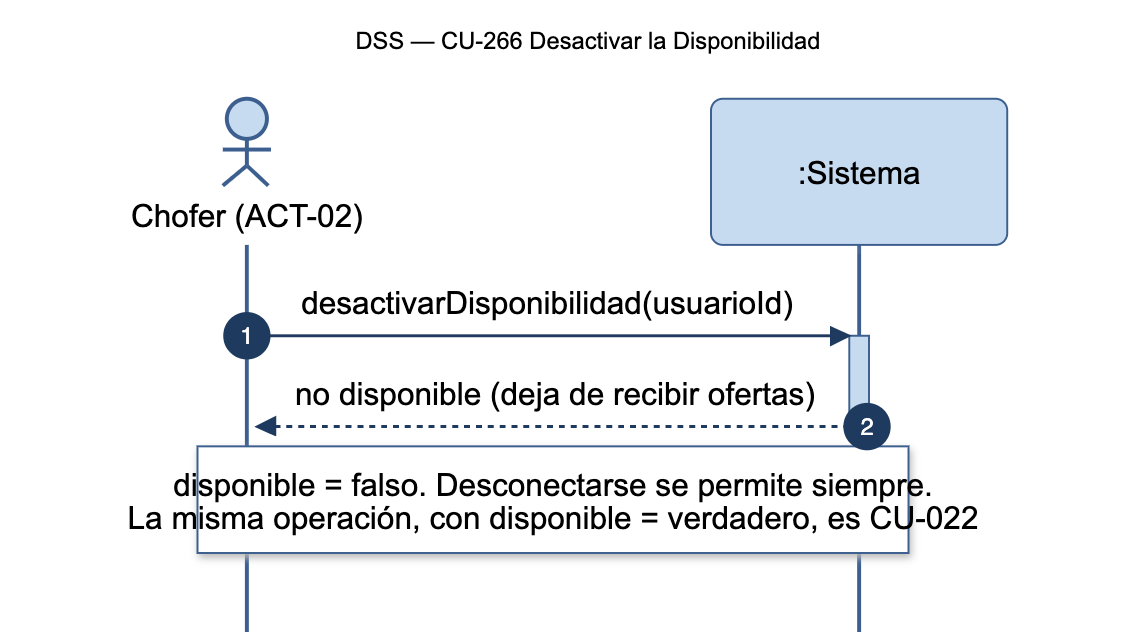 DSS — CU-266 Desactivar la Disponibilidad
:Sistema
Chofer (ACT-02)
desactivarDisponibilidad(usuarioId)
1
no disponible (deja de recibir ofertas)
2
disponible = falso. Desconectarse se permite siempre.
La misma operación, con disponible = verdadero, es CU-022